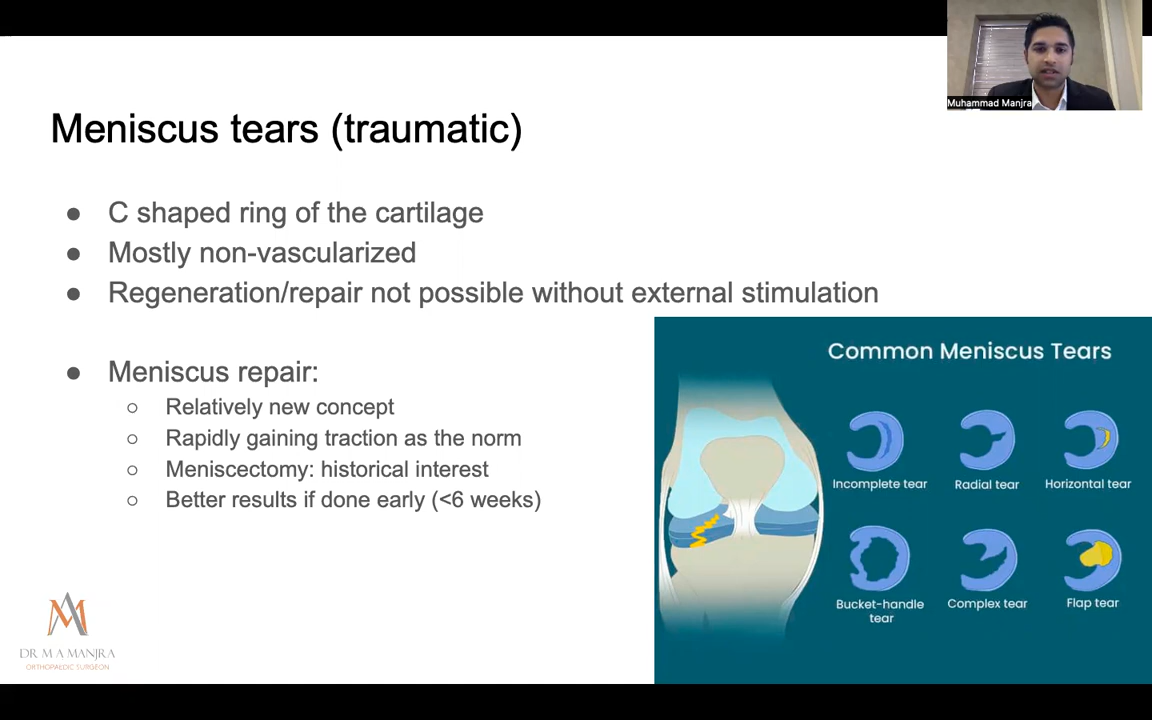 Muhammad Manjra
Meniscus tears (traumatic)
● C shaped ring of the cartilage
● Mostly non-vascularized
● Regeneration/repair not possible without external stimulation
● Meniscus repair:
○ Relatively new concept
○ Rapidly gaining traction as the norm
○ Meniscectomy: historical interest
○ Better results if done early (<6 weeks)
Common Meniscus Tears
Incomplete tear
Radial tear
Horizontal tear
Bucket-handle
tear
Complex tear
Flap tear
DR M A MANJRA
ORTHOPAEDIC SURGEON